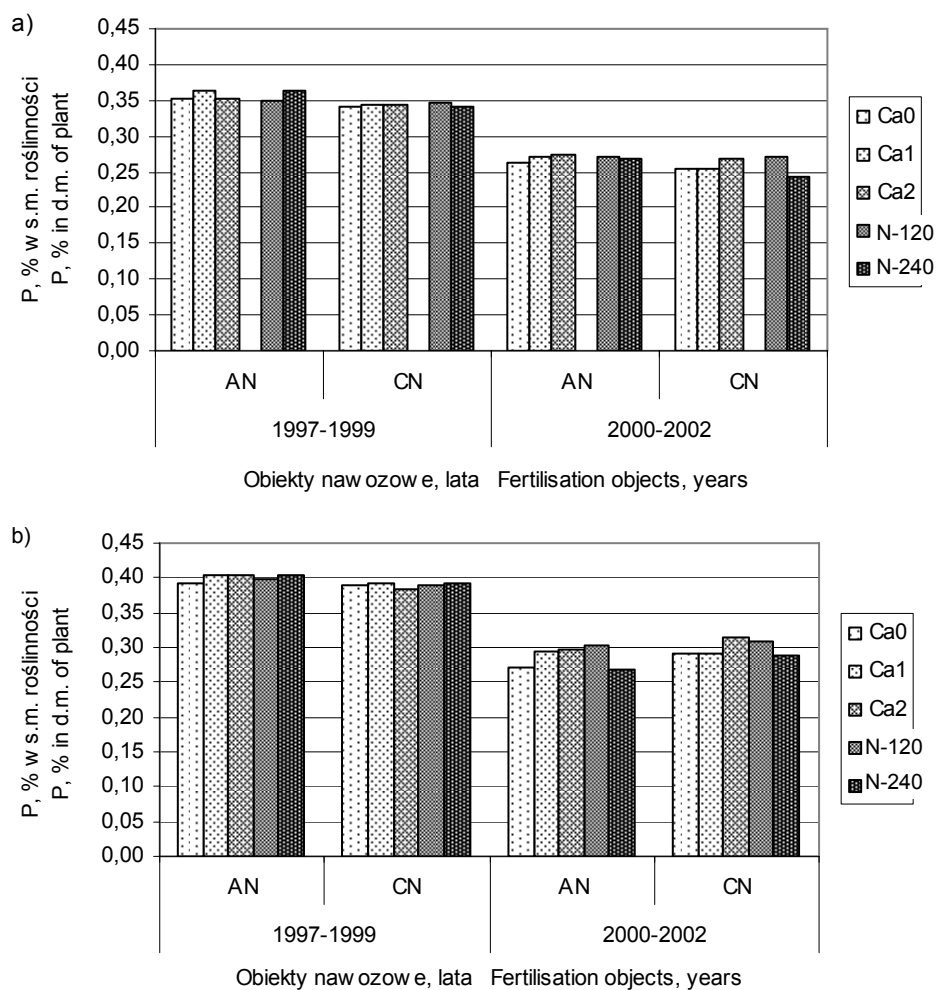 a)
P, % w s.m. roślinności
P, % in d.m. of plant
0,45
0,40
0,35
0,30
0,25
0,20
0,15
0,10
0,05
0,00
AN
CN
AN
CN
1997-1999
2000-2002
Obiekty nawozowe, lata Fertilisation objects, years
Ca0
Ca1
Ca2
N-120
N-240
b)
P, % w s.m. roślinności
P, % in d.m. of plant
0,45
0,40
0,35
0,30
0,25
0,20
0,15
0,10
0,05
0,00
AN
CN
AN
CN
1997-1999
2000-2002
Obiekty nawozowe, lata Fertilisation objects, years
Ca0
Ca1
Ca2
N-120
N-240